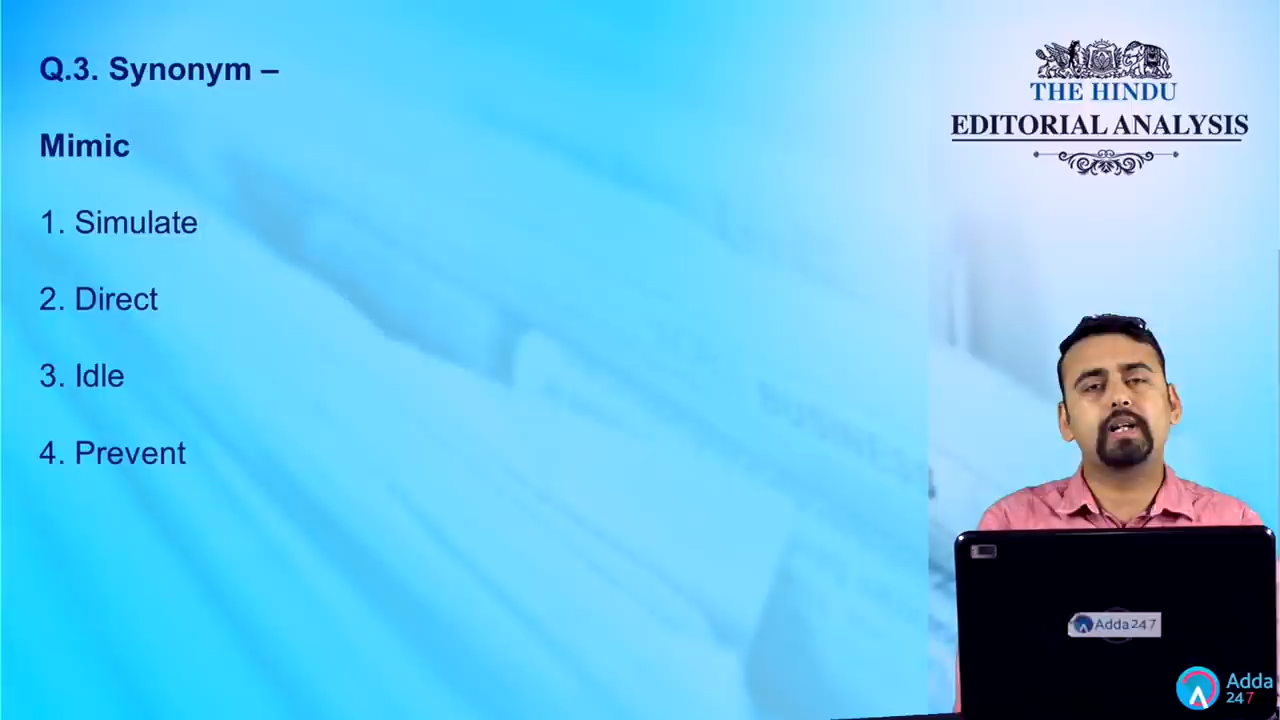 Q.3. Synonym –
Mimic
1. Simulate
2. Direct
3. Idle
4. Prevent
THE HINDU
EDITORIAL ANALYSIS
Adda247
Adda
247